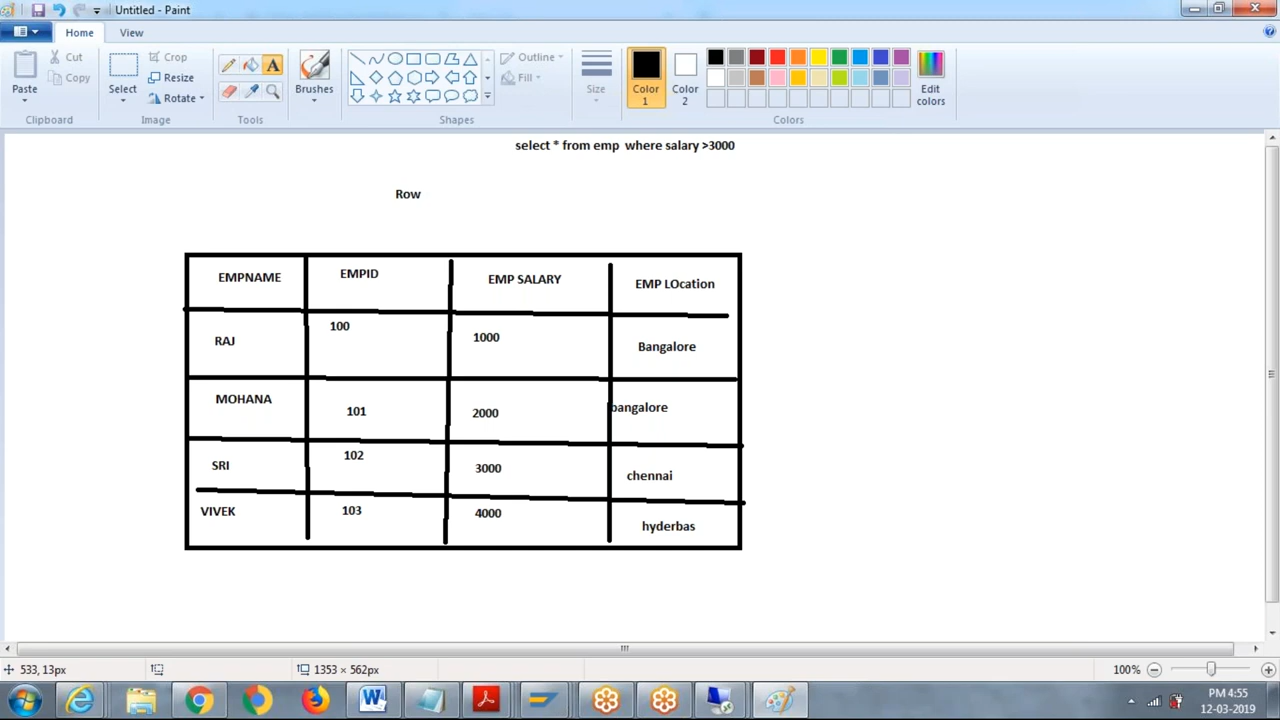 Untitled - Paint
Home View
Paste
Cut
Copy
Clipboard
Select
Crop
Resize
Rotate
Image
A
Tools
Brushes
Shapes
Outline
Fill
Size
Color 1
Color 2
Colors
Edit colors
select * from emp where salary >3000
Row
EMPNAME EMPID EMP SALARY EMP LOcation
RAJ 100 1000 Bangalore
MOHANA 101 2000 bangalore
SRI 102 3000 chennai
VIVEK 103 4000 hyderbas
533, 13px 1353 × 562px 100%
PM 4:55
12-03-2019